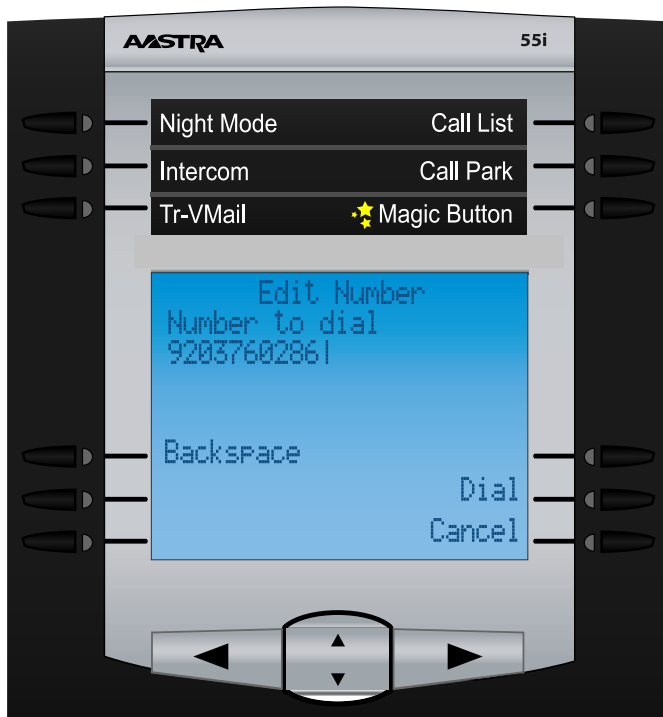 AASTRA 55i
Night Mode Call List
Intercom Call Park
Tr-VMail Magic Button
Edit Number
Number to dial
9203760286|
Backspace
Dial
Cancel